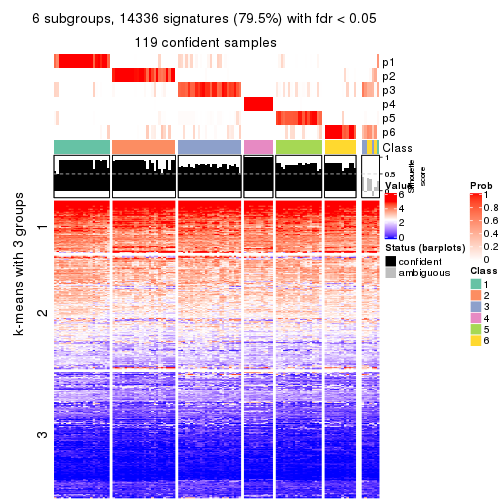 6 subgroups, 14336 signatures (79.5%) with fdr < 0.05
119 confident samples
p1
p2
p3
p4
p5
p6
Class
1
0.5
0
Silhouette
score
k-means with 3 groups
1
2
3
Value
6
4
2
0
Status (barplots)
confident
ambiguous
Prob
1
0.8
0.6
0.4
0.2
0
Class
1
2
3
4
5
6